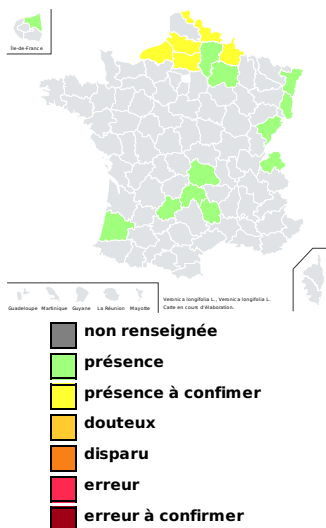 Île-de-France
Guadeloupe Martinique Guyane La Réunion Mayotte
Veronica longifolia L., Veronica longifolia L.
Carte en cours d'élaboration.
non renseignée
présence
présence à confimer
douteux
disparu
erreur
erreur à confirmer